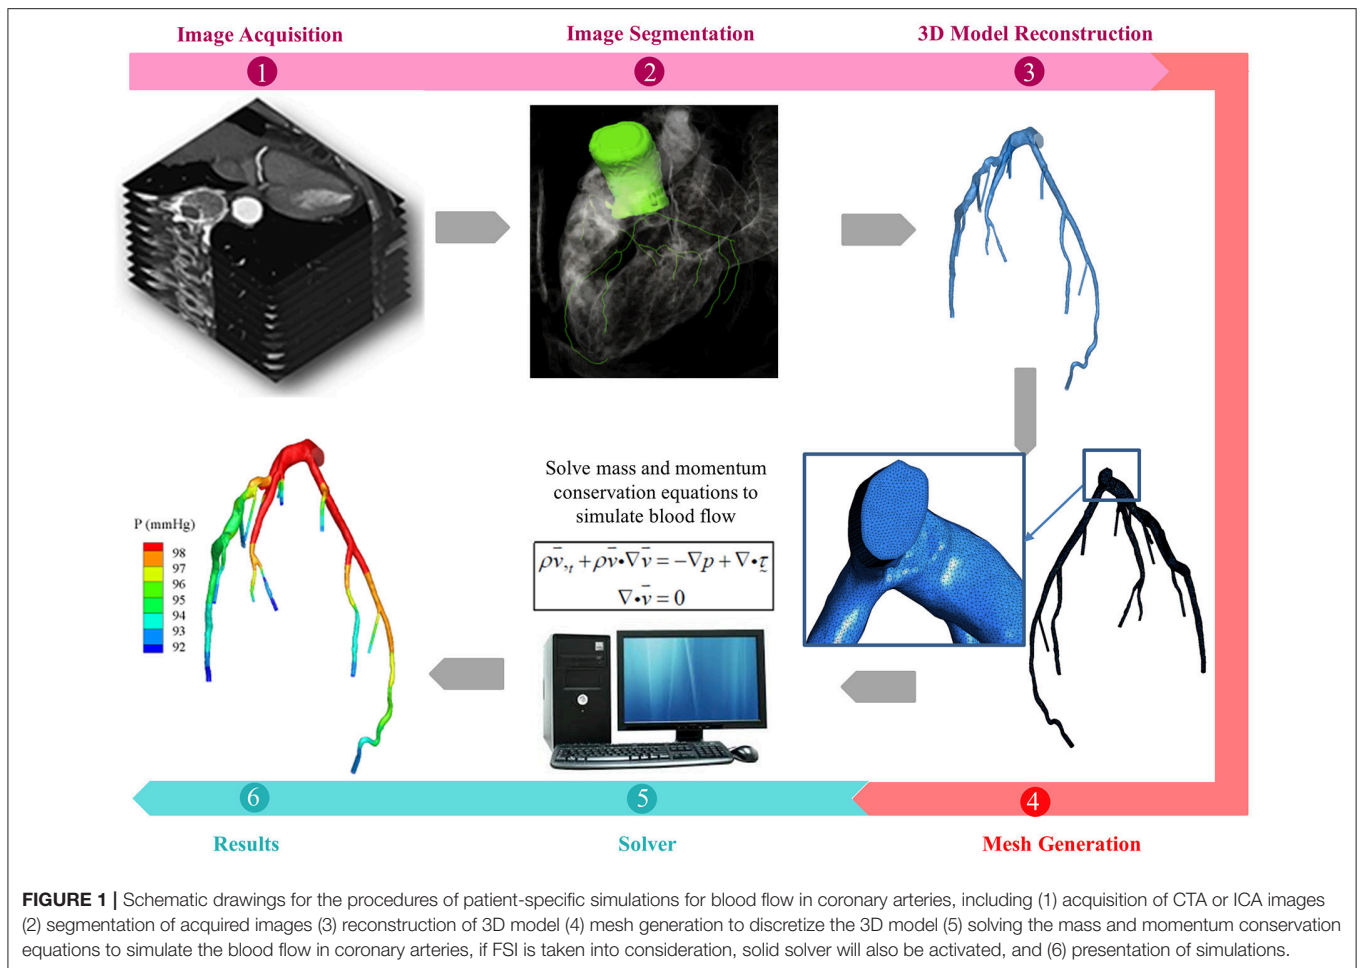 Image Acquisition
Image Segmentation
3D Model Reconstruction
1
2
3
P (mmHg)
98
97
96
95
94
93
92
Solve mass and momentum
conservation equations to
simulate blood flow
ρv̄,ₜ + ρv̄•∇v̄ = −∇p + ∇•τ̰
∇•v̄ = 0
6
5
4
Results
Solver
Mesh Generation
FIGURE 1 | Schematic drawings for the procedures of patient-specific simulations for blood flow in coronary arteries, including (1) acquisition of CTA or ICA images
(2) segmentation of acquired images (3) reconstruction of 3D model (4) mesh generation to discretize the 3D model (5) solving the mass and momentum conservation
equations to simulate the blood flow in coronary arteries, if FSI is taken into consideration, solid solver will also be activated, and (6) presentation of simulations.